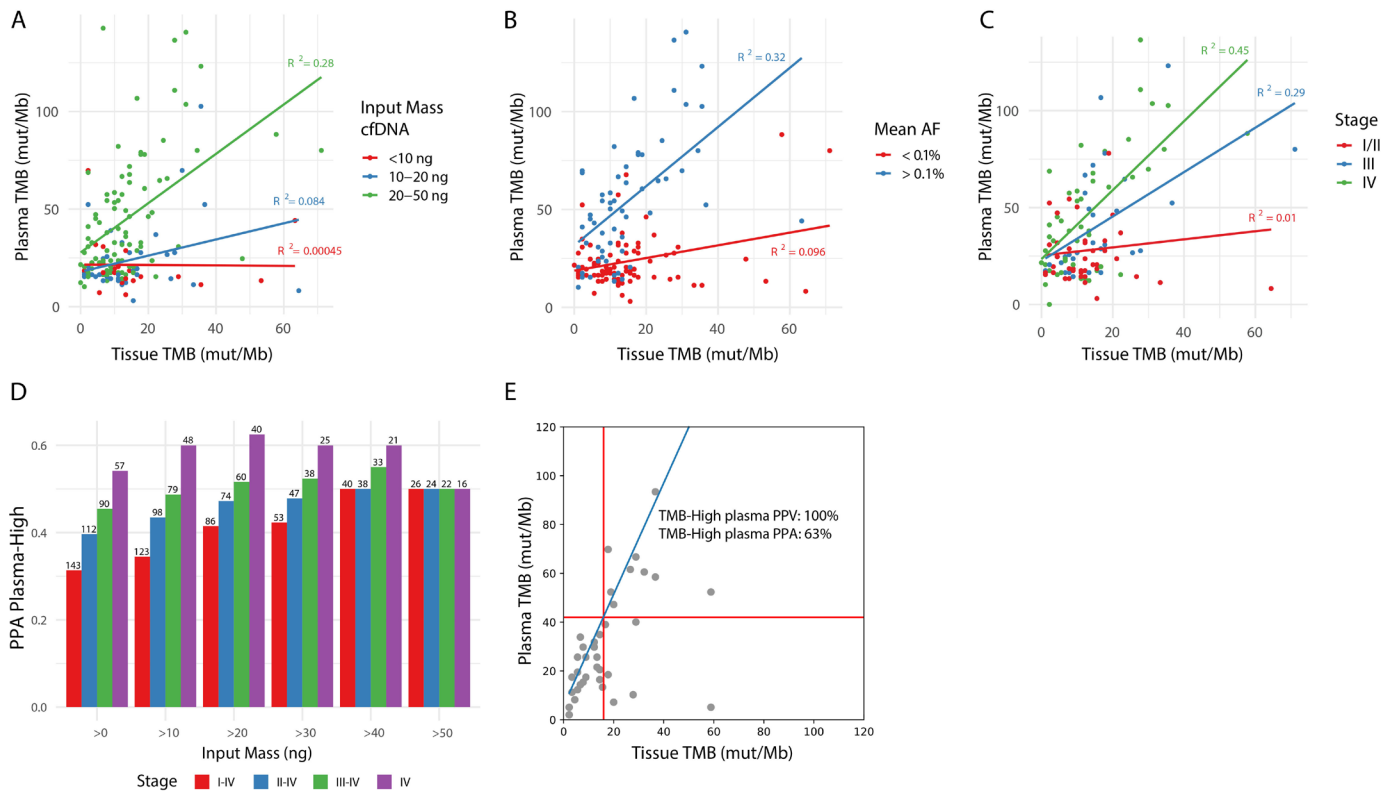 A
Plasma TMB (mut/Mb)
100
50
0
R ²= 0.28
R ²= 0.084
R ²= 0.00045
0 20 40 60
Tissue TMB (mut/Mb)
Input Mass
cfDNA
<10 ng
10–20 ng
20–50 ng
B
Plasma TMB (mut/Mb)
100
50
0
R ²= 0.32
R ²= 0.096
0 20 40 60
Tissue TMB (mut/Mb)
Mean AF
< 0.1%
> 0.1%
C
Plasma TMB (mut/Mb)
100
50
0
R ²= 0.45
R ²= 0.29
R ²= 0.01
0 20 40 60
Tissue TMB (mut/Mb)
Stage
I/II
III
IV
D
PPA Plasma-High
0.6
0.4
0.2
0.0
143 112 90 57
123 98 79 48
86 74 60 40
53 47 38 25
40 38 33 21
26 24 22 16
>0 >10 >20 >30 >40 >50
Input Mass (ng)
Stage I-IV II-IV III-IV IV
E
Plasma TMB (mut/Mb)
120
100
80
60
40
20
0
TMB-High plasma PPV: 100%
TMB-High plasma PPA: 63%
0 20 40 60 80 100 120
Tissue TMB (mut/Mb)